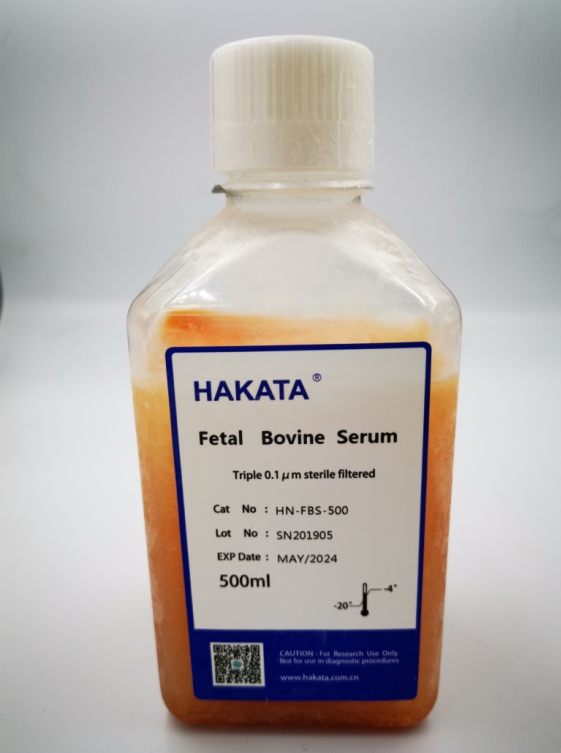 HAKATA®
Fetal Bovine Serum
Triple 0.1 μm sterile filtered
Cat No : HN-FBS-500
Lot No : SN201905
EXP Date : MAY/2024
500ml
-4°
-20°
CAUTION : For Research Use Only
Not for use in diagnostic procedures
www.hakata.com.cn